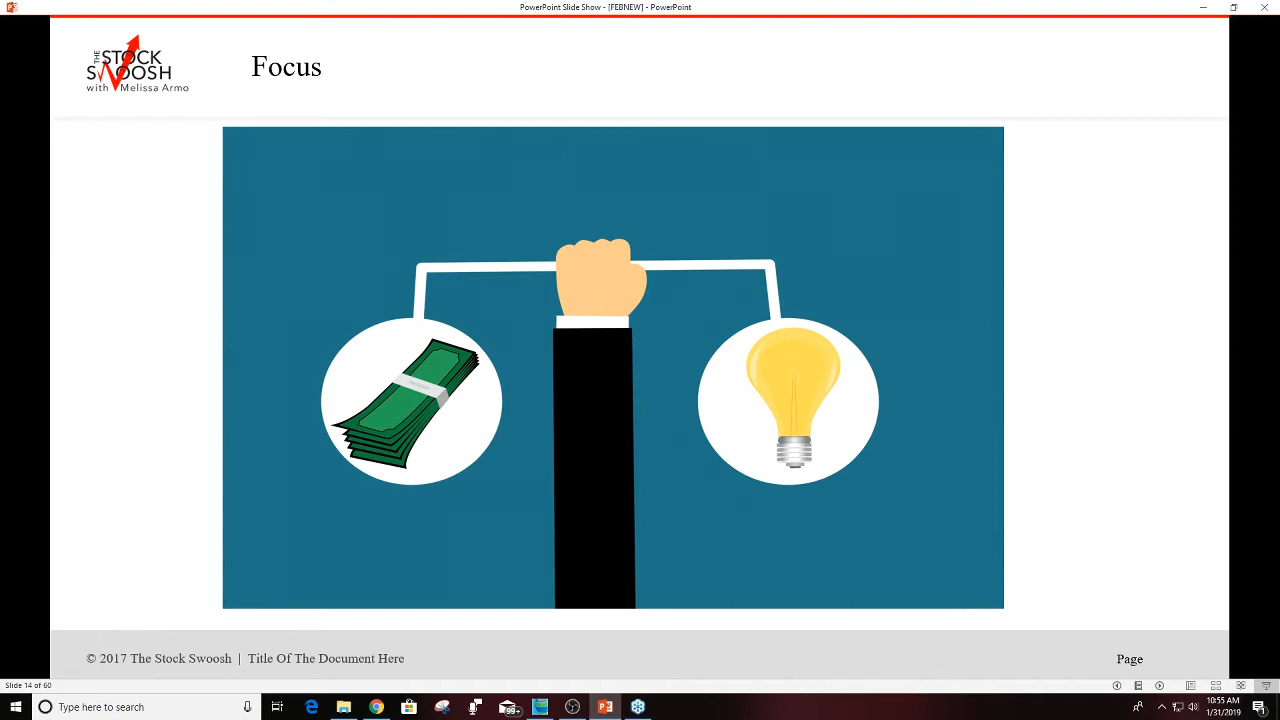 PowerPoint Slide Show - [FEBNEW] - PowerPoint
THE STOCK
SWOOSH
with Melissa Armo
Focus
© 2017 The Stock Swoosh | Title Of The Document Here
Page
Slide 14 of 60
Type here to search
99+
10:55 AM
1/31/2019